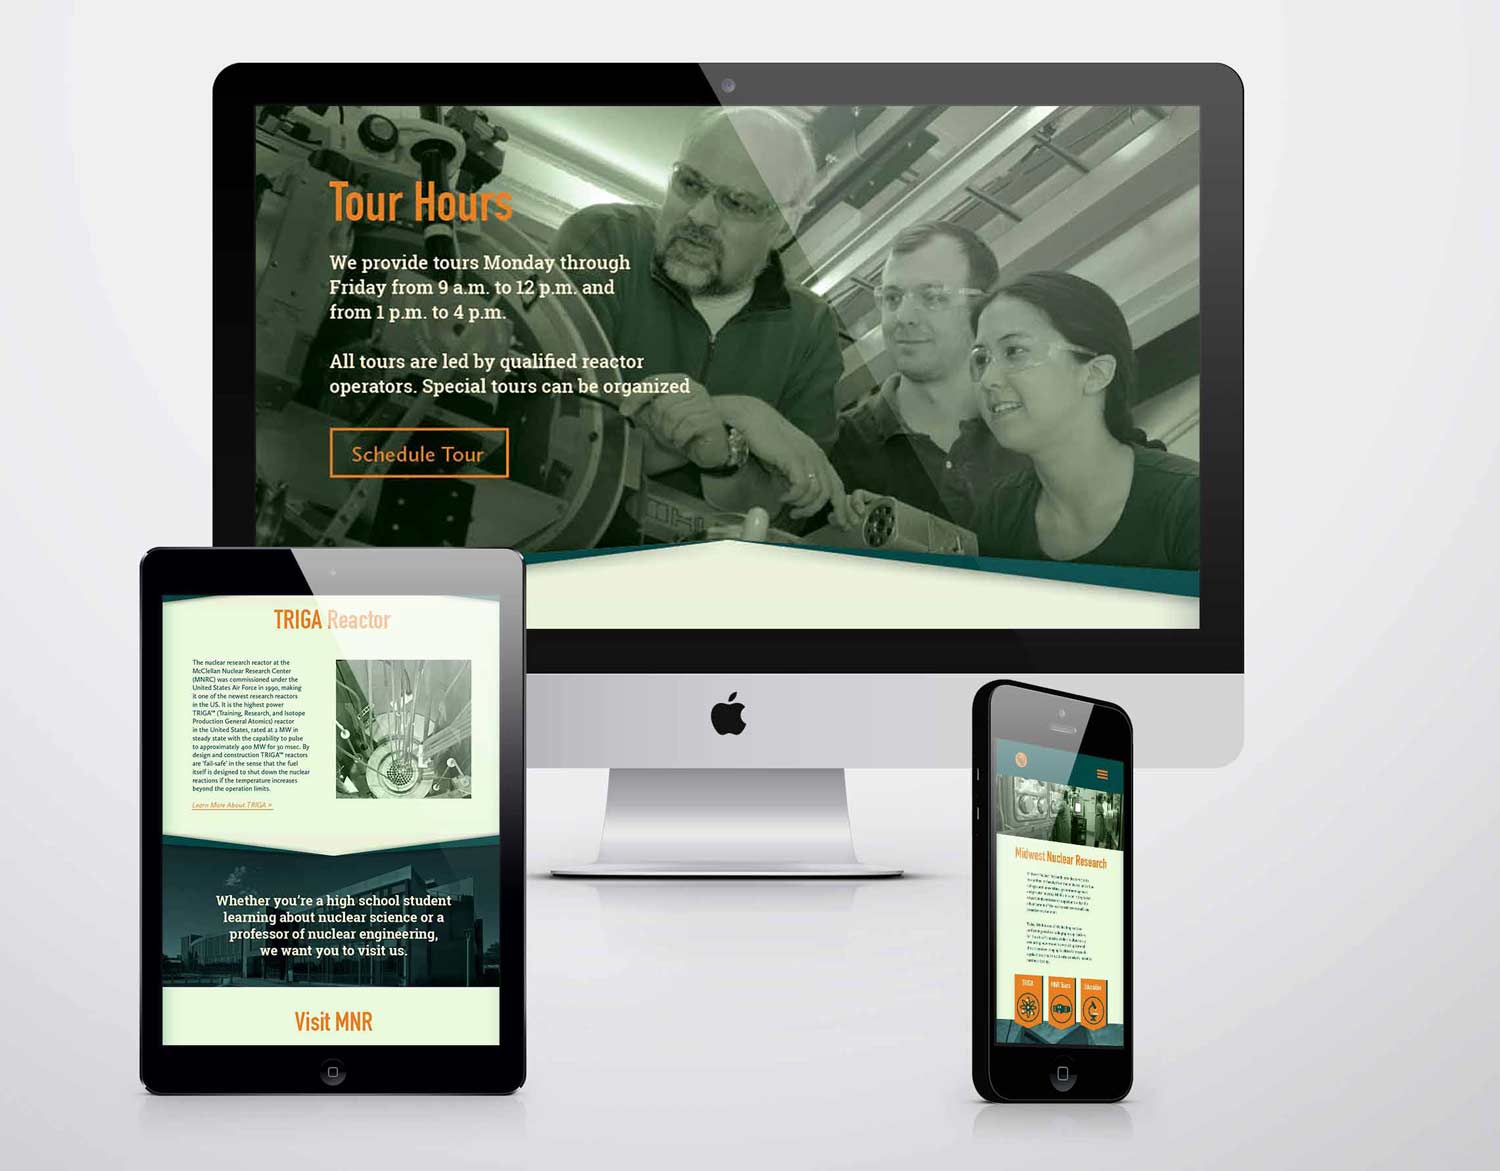 Tour Hours
We provide tours Monday through
Friday from 9 a.m. to 12 p.m. and
from 1 p.m. to 4 p.m.
All tours are led by qualified reactor
operators. Special tours can be organized
Schedule Tour
TRIGA Reactor
The nuclear research reactor at the
McClellan Nuclear Research Center
(MNRC) was commissioned under the
United States Air Force in 1990, making
it one of the newest research reactors
in the US. It is the highest power
TRIGA™ (Training, Research, and Isotope
Production General Atomics) reactor
in the United States, rated at 2 MW in
steady state with the capability to pulse
to approximately 400 MW for 30 msec. By
design and construction TRIGA™ reactors
are 'fail-safe' in the sense that the fuel
itself is designed to shut down the nuclear
reactions if the temperature increases
beyond the operation limits.
Learn More About TRIGA >
Whether you're a high school student
learning about nuclear science or a
professor of nuclear engineering,
we want you to visit us.
Visit MNR
Midwest Nuclear Research
TRIGA
MNR Tours
Education